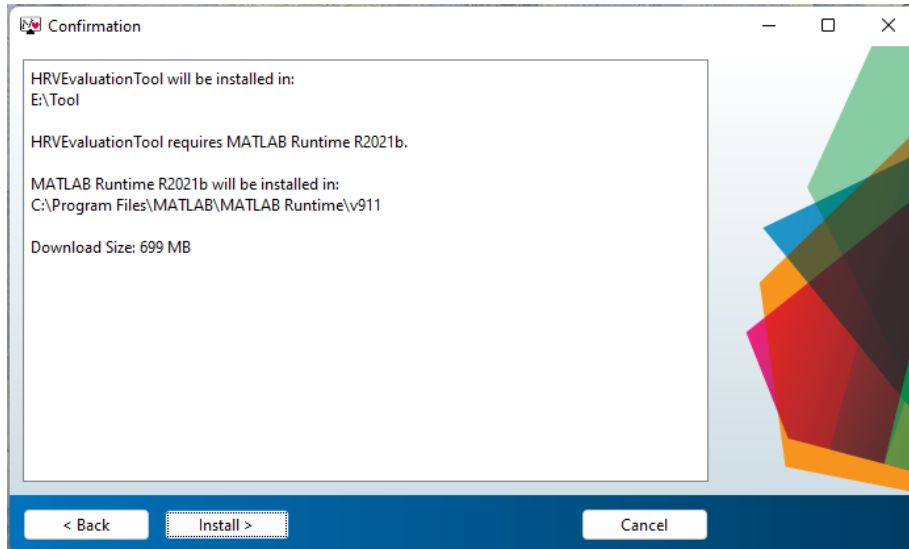 Confirmation
HRVEvaluationTool will be installed in:
E:\Tool
HRVEvaluationTool requires MATLAB Runtime R2021b.
MATLAB Runtime R2021b will be installed in:
C:\Program Files\MATLAB\MATLAB Runtime\v911
Download Size: 699 MB
< Back
Install >
Cancel